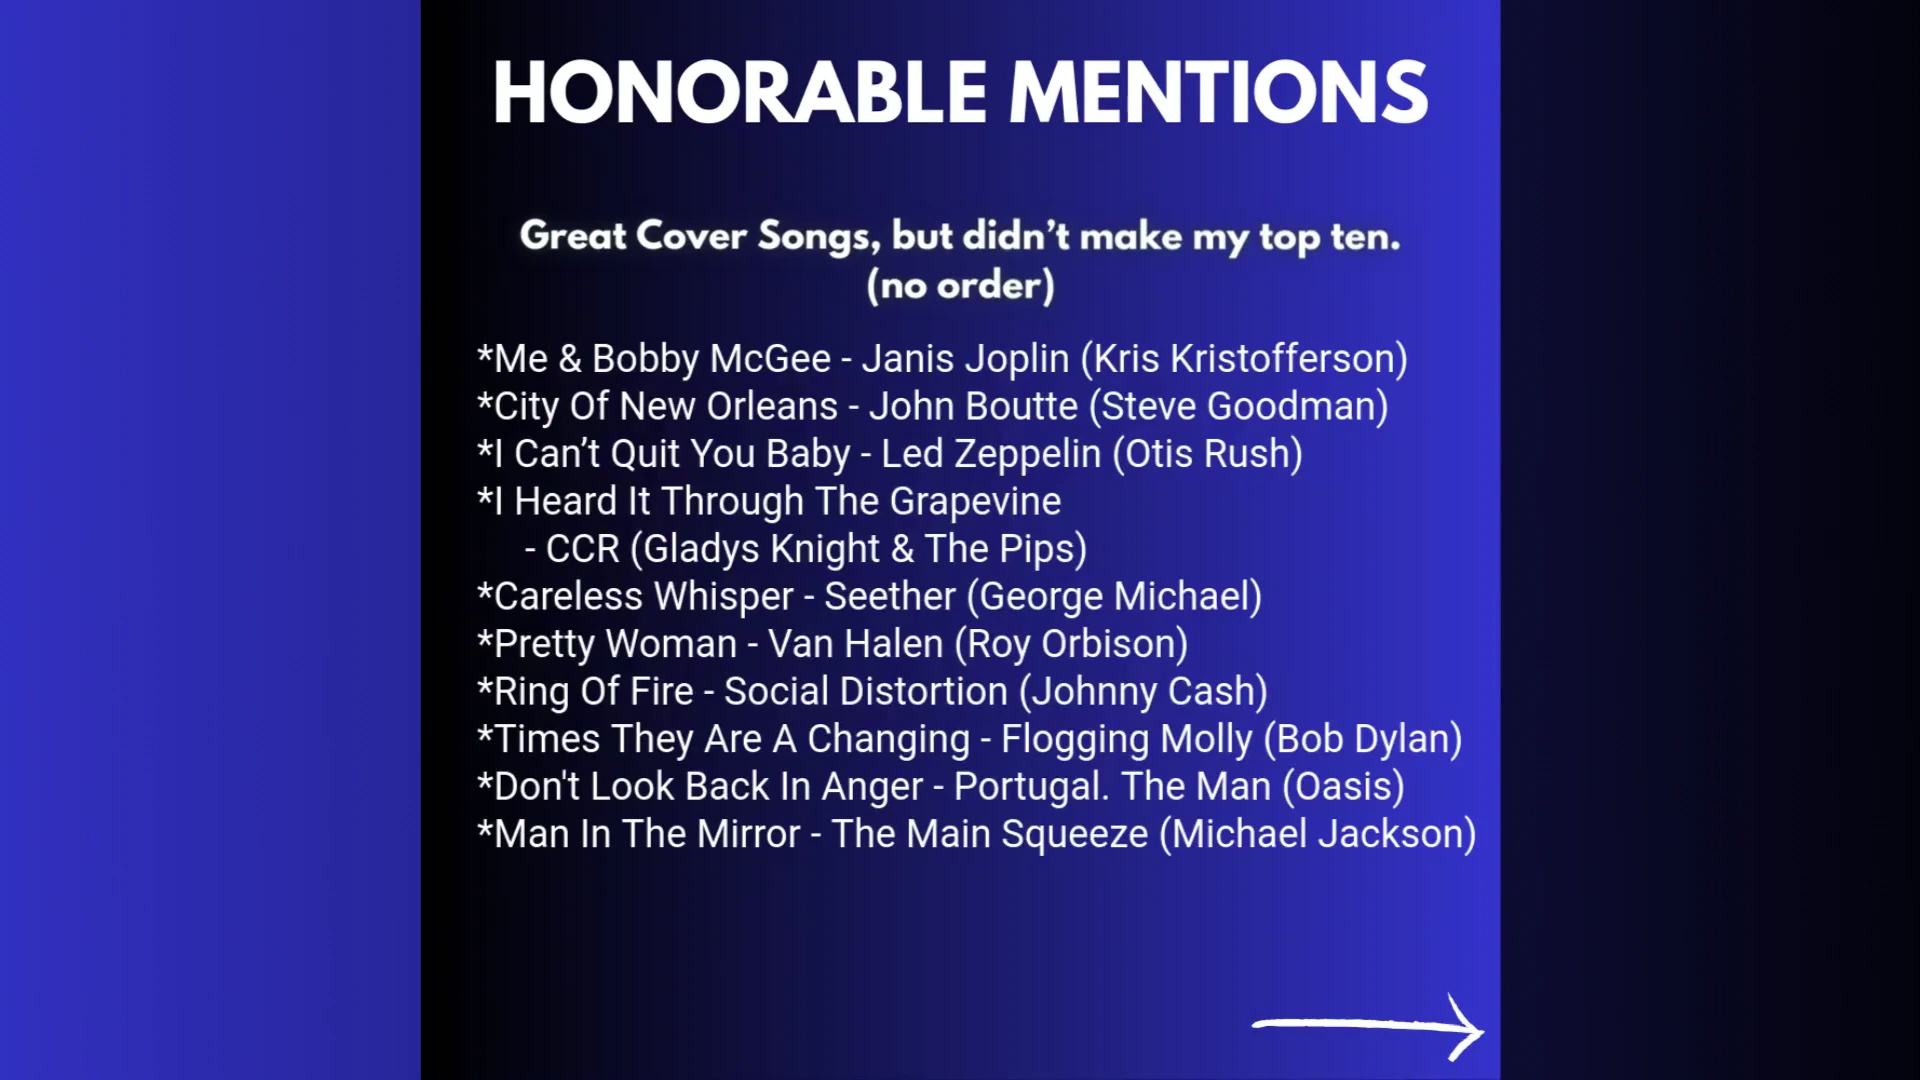 HONORABLE MENTIONS
Great Cover Songs, but didn’t make my top ten.
(no order)
*Me & Bobby McGee - Janis Joplin (Kris Kristofferson)
*City Of New Orleans - John Boutte (Steve Goodman)
*I Can’t Quit You Baby - Led Zeppelin (Otis Rush)
*I Heard It Through The Grapevine
- CCR (Gladys Knight & The Pips)
*Careless Whisper - Seether (George Michael)
*Pretty Woman - Van Halen (Roy Orbison)
*Ring Of Fire - Social Distortion (Johnny Cash)
*Times They Are A Changing - Flogging Molly (Bob Dylan)
*Don't Look Back In Anger - Portugal. The Man (Oasis)
*Man In The Mirror - The Main Squeeze (Michael Jackson)